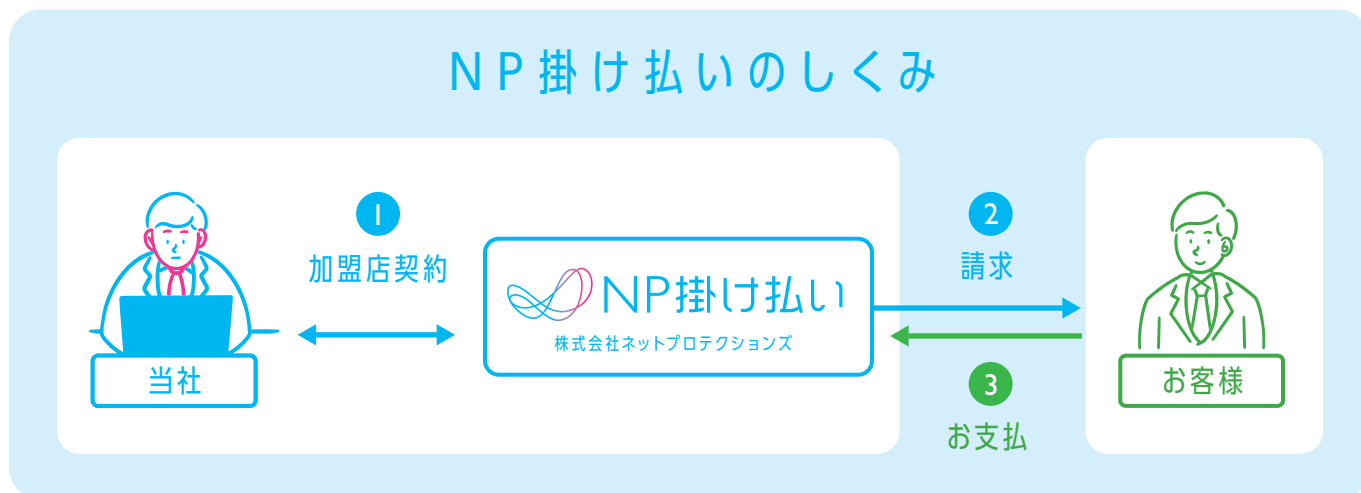 NP掛け払いのしくみ
1
加盟店契約
当社
NP掛け払い
株式会社ネットプロテクションズ
2
請求
3
お支払
お客様